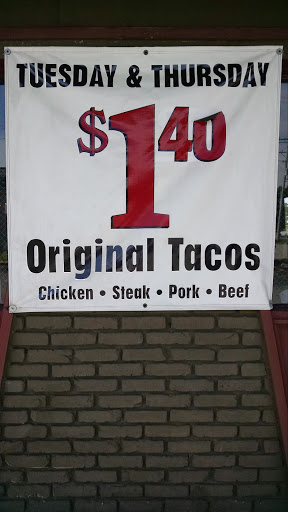 TUESDAY & THURSDAY
$1.40
Original Tacos
Chicken • Steak • Pork • Beef